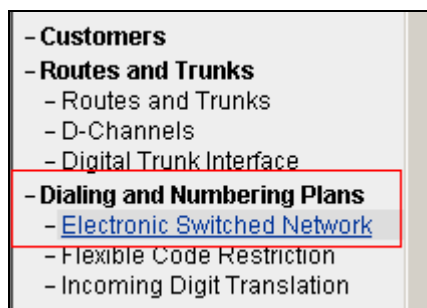 – Customers
– Routes and Trunks
– Routes and Trunks
– D-Channels
– Digital Trunk Interface
– Dialing and Numbering Plans
– Electronic Switched Network
– Flexible Code Restriction
– Incoming Digit Translation